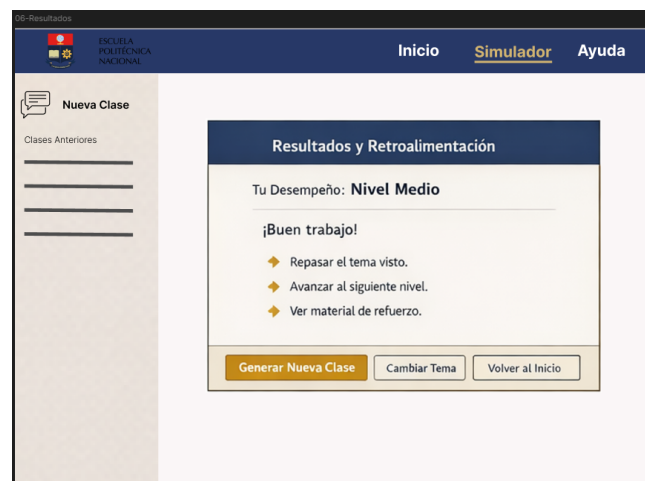 06-Resultados
ESCUELA
POLITÉCNICA
NACIONAL
Inicio Simulador Ayuda
Nueva Clase
Clases Anteriores
Resultados y Retroalimentación
Tu Desempeño: Nivel Medio
¡Buen trabajo!
Repasar el tema visto.
Avanzar al siguiente nivel.
Ver material de refuerzo.
Generar Nueva Clase Cambiar Tema Volver al Inicio